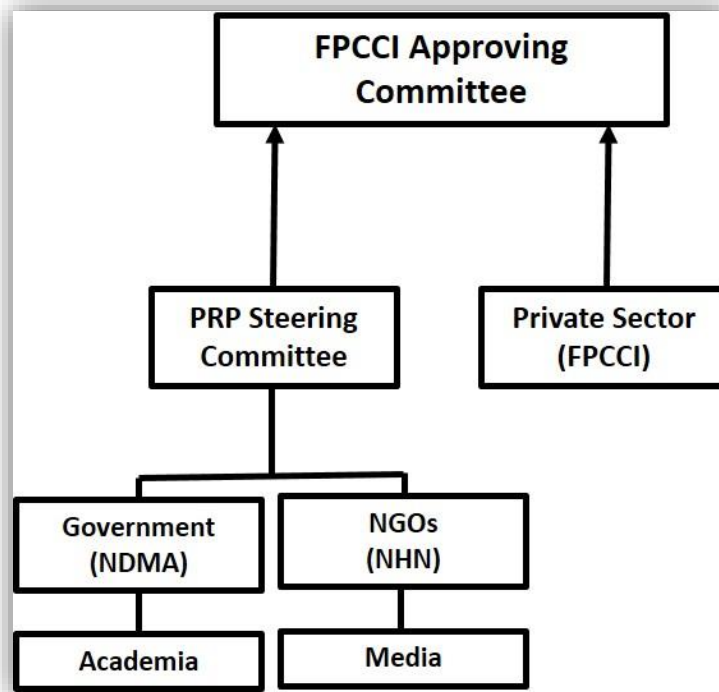 FPCCI Approving
Committee
PRP Steering
Committee
Private Sector
(FPCCI)
Government
(NDMA)
NGOs
(NHN)
Academia
Media